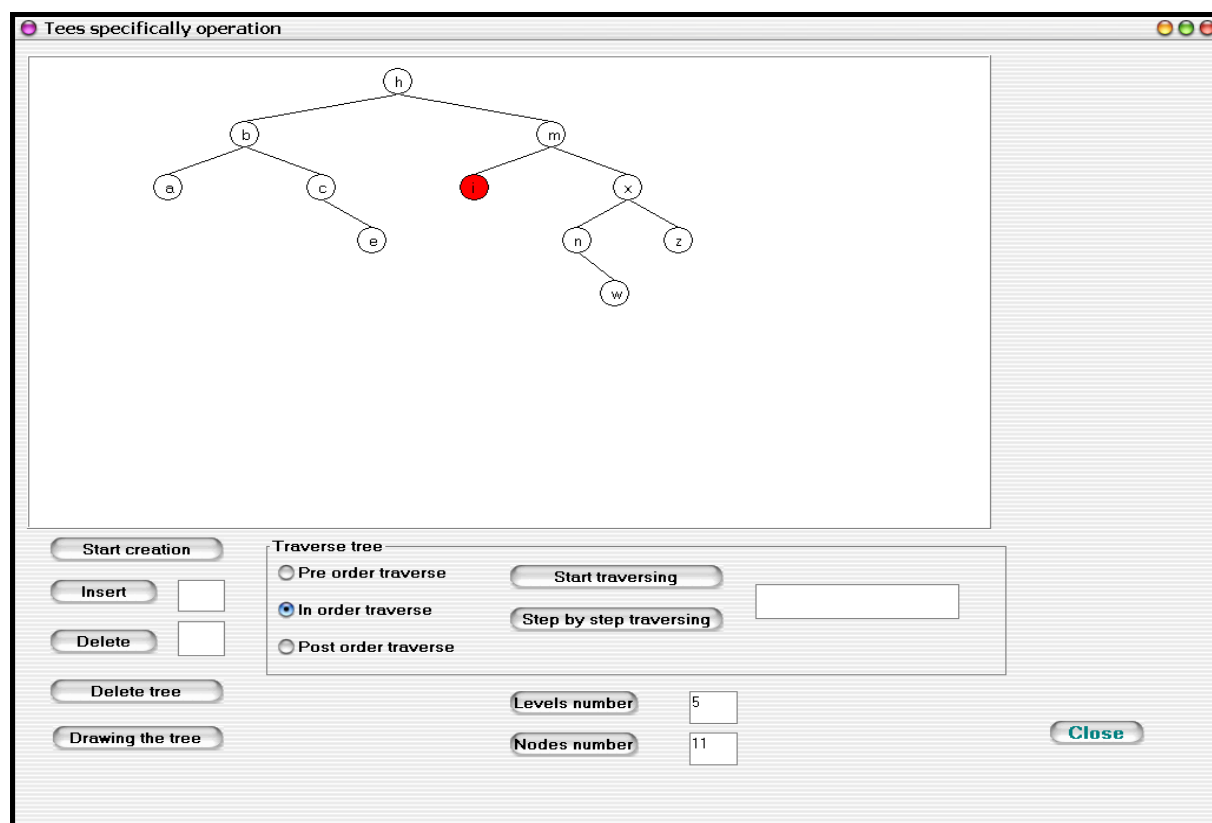 Tees specifically operation
h
b
m
a
c
i
x
e
n
z
w
Start creation
Insert
Delete
Delete tree
Drawing the tree
Traverse tree
Pre order traverse
In order traverse
Post order traverse
Start traversing
Step by step traversing
Levels number
5
Nodes number
11
Close